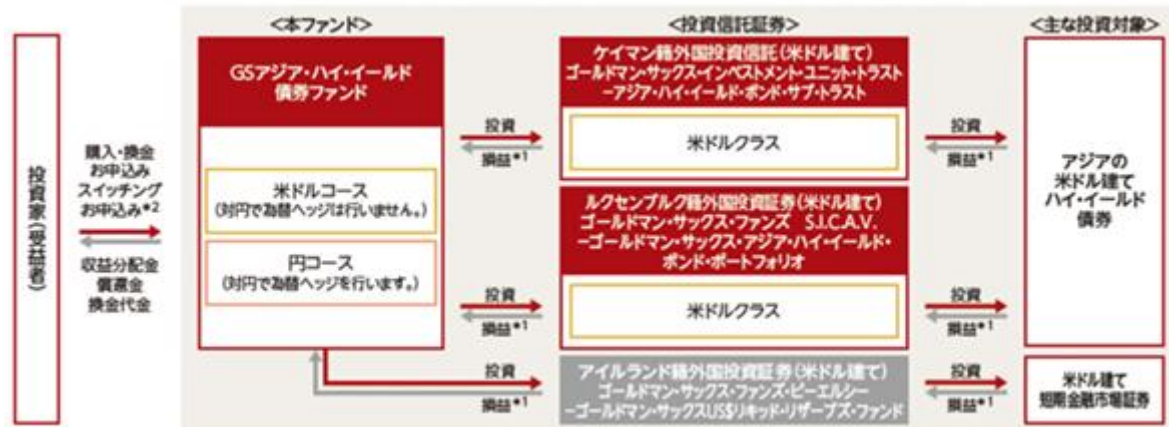 <本ファンド>
<投資信託証券>
<主な投資対象>
投資家(受益者)
購入・換金
お申込み
スイッチング
お申込み*2
収益分配金
償還金
換金代金
GSアジア・ハイ・イールド
債券ファンド
米ドルコース
(対円で為替ヘッジは行いません。)
円コース
(対円で為替ヘッジを行います。)
投資
損益*1
ケイマン籍外国投資信託(米ドル建て)
ゴールドマン・サックス・インベストメント・ユニット・トラスト
-アジア・ハイ・イールド・ボンド・サブ・トラスト
米ドルクラス
投資
損益*1
ルクセンブルク籍外国投資証券(米ドル建て)
ゴールドマン・サックス・ファンズ S.I.C.A.V.
-ゴールドマン・サックス・アジア・ハイ・イールド・
ボンド・ポートフォリオ
投資
損益*1
米ドルクラス
投資
損益*1
アジアの
米ドル建て
ハイ・イールド
債券
投資
損益*1
アイルランド籍外国投資証券(米ドル建て)
ゴールドマン・サックス・ファンズ・ピーエルシー
-ゴールドマン・サックスUS$リキッド・リザーブズ・ファンド
投資
損益*1
米ドル建て
短期金融市場証券